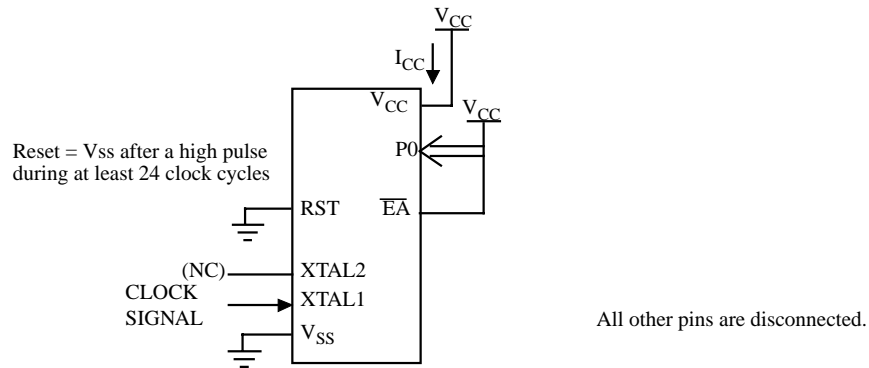 VCC
ICC
VCC
VCC
P0
Reset = Vss after a high pulse
during at least 24 clock cycles
RST
EA
(NC)
XTAL2
CLOCK
SIGNAL
XTAL1
VSS
All other pins are disconnected.